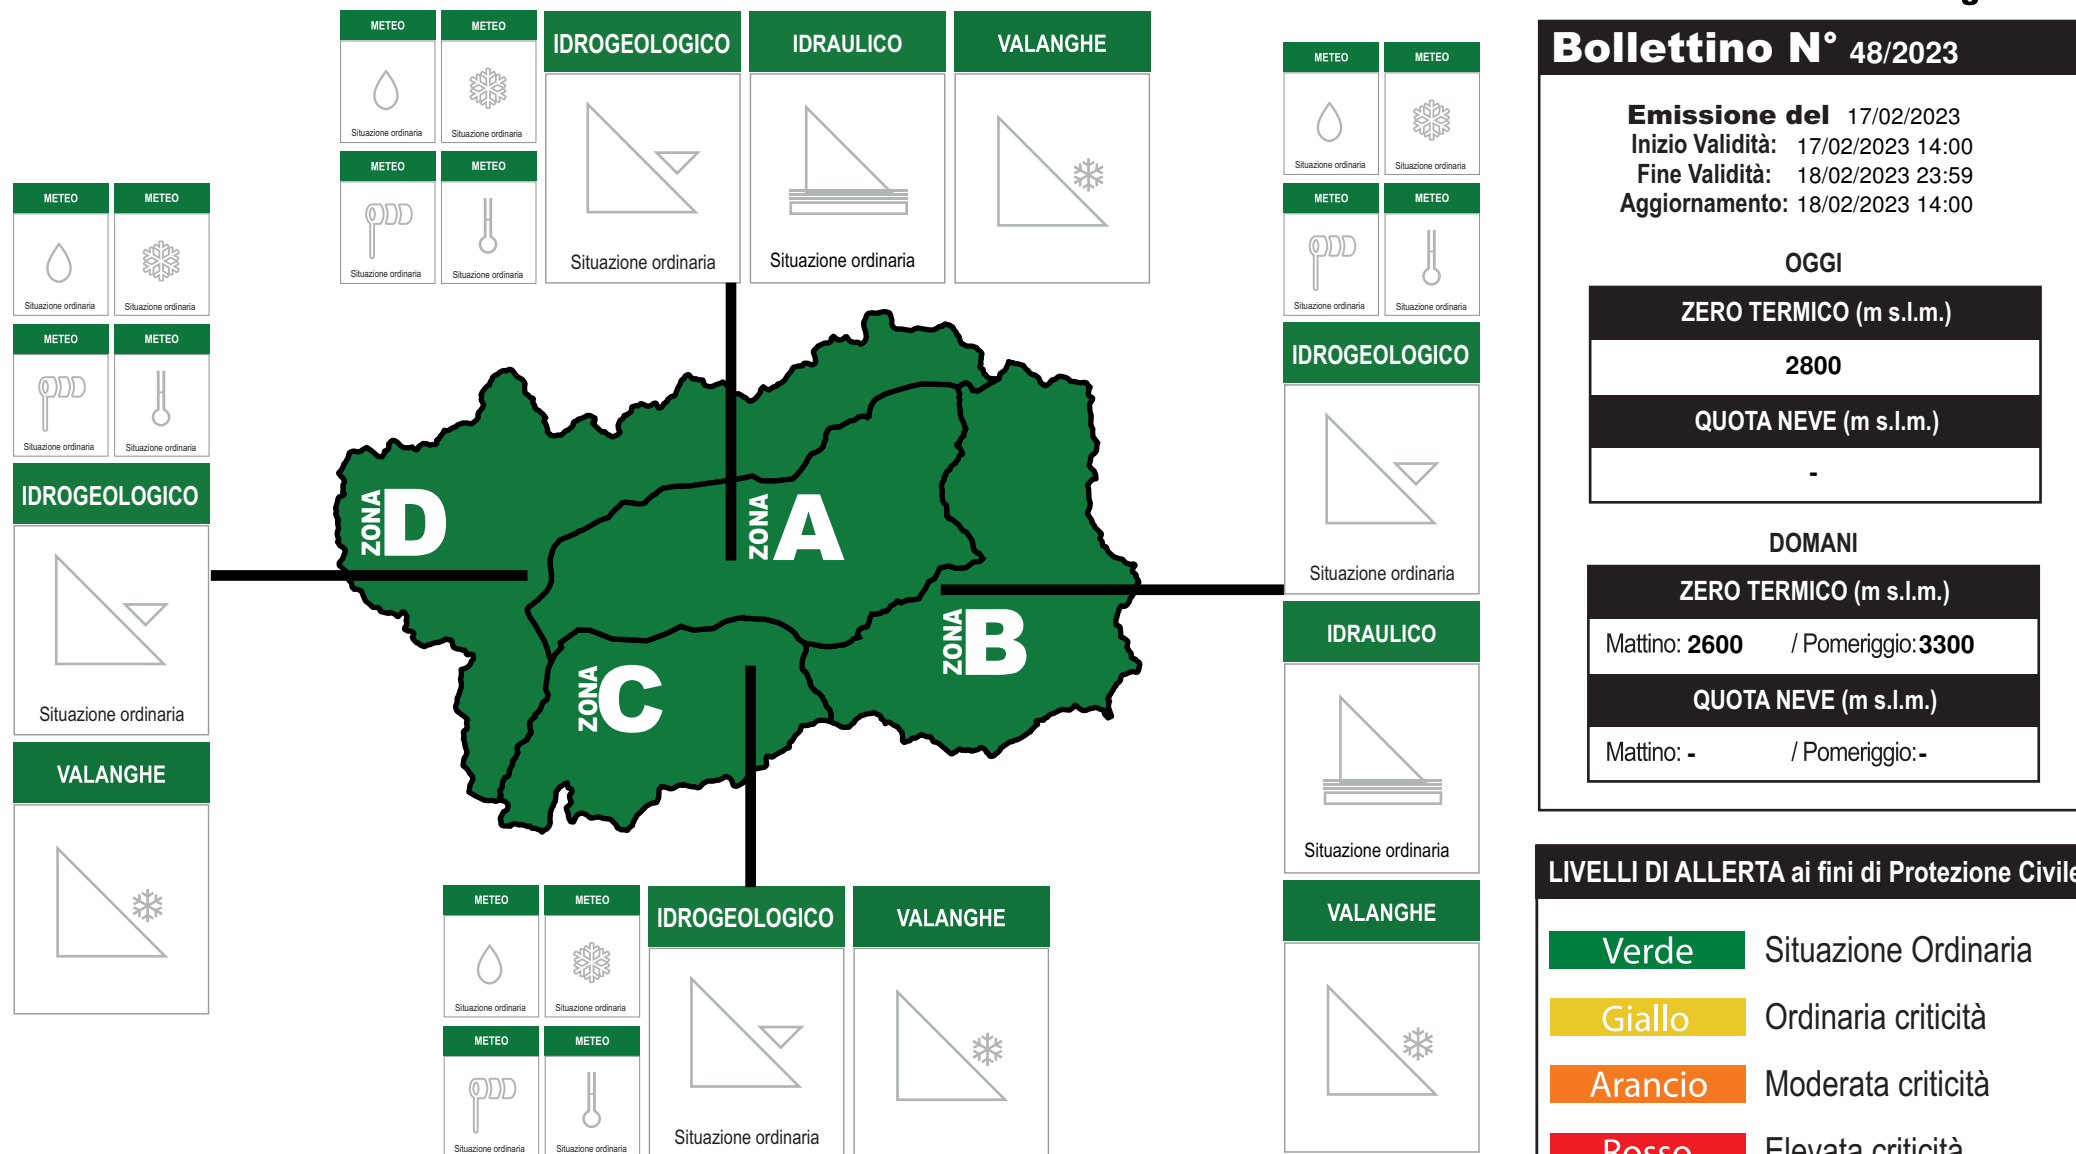 METEO
METEO
Situazione ordinaria
Situazione ordinaria
METEO
METEO
Situazione ordinaria
Situazione ordinaria
IDROGEOLOGICO
Situazione ordinaria
IDRAULICO
Situazione ordinaria
VALANGHE
METEO
METEO
Situazione ordinaria
Situazione ordinaria
METEO
METEO
Situazione ordinaria
Situazione ordinaria
IDROGEOLOGICO
Situazione ordinaria
VALANGHE
ZONA D
ZONA A
ZONA B
ZONA C
METEO
METEO
Situazione ordinaria
Situazione ordinaria
METEO
METEO
Situazione ordinaria
Situazione ordinaria
IDROGEOLOGICO
Situazione ordinaria
IDRAULICO
Situazione ordinaria
VALANGHE
METEO
METEO
Situazione ordinaria
Situazione ordinaria
METEO
METEO
Situazione ordinaria
Situazione ordinaria
IDROGEOLOGICO
Situazione ordinaria
VALANGHE
Bollettino N° 48/2023
Emissione del 17/02/2023
Inizio Validità: 17/02/2023 14:00
Fine Validità: 18/02/2023 23:59
Aggiornamento: 18/02/2023 14:00
OGGI
ZERO TERMICO (m s.l.m.)
2800
QUOTA NEVE (m s.l.m.)
-
DOMANI
ZERO TERMICO (m s.l.m.)
Mattino: 2600 / Pomeriggio: 3300
QUOTA NEVE (m s.l.m.)
Mattino: - / Pomeriggio: -
LIVELLI DI ALLERTA ai fini di Protezione Civile
Verde Situazione Ordinaria
Giallo Ordinaria criticità
Arancio Moderata criticità
Rosso Elevata criticità